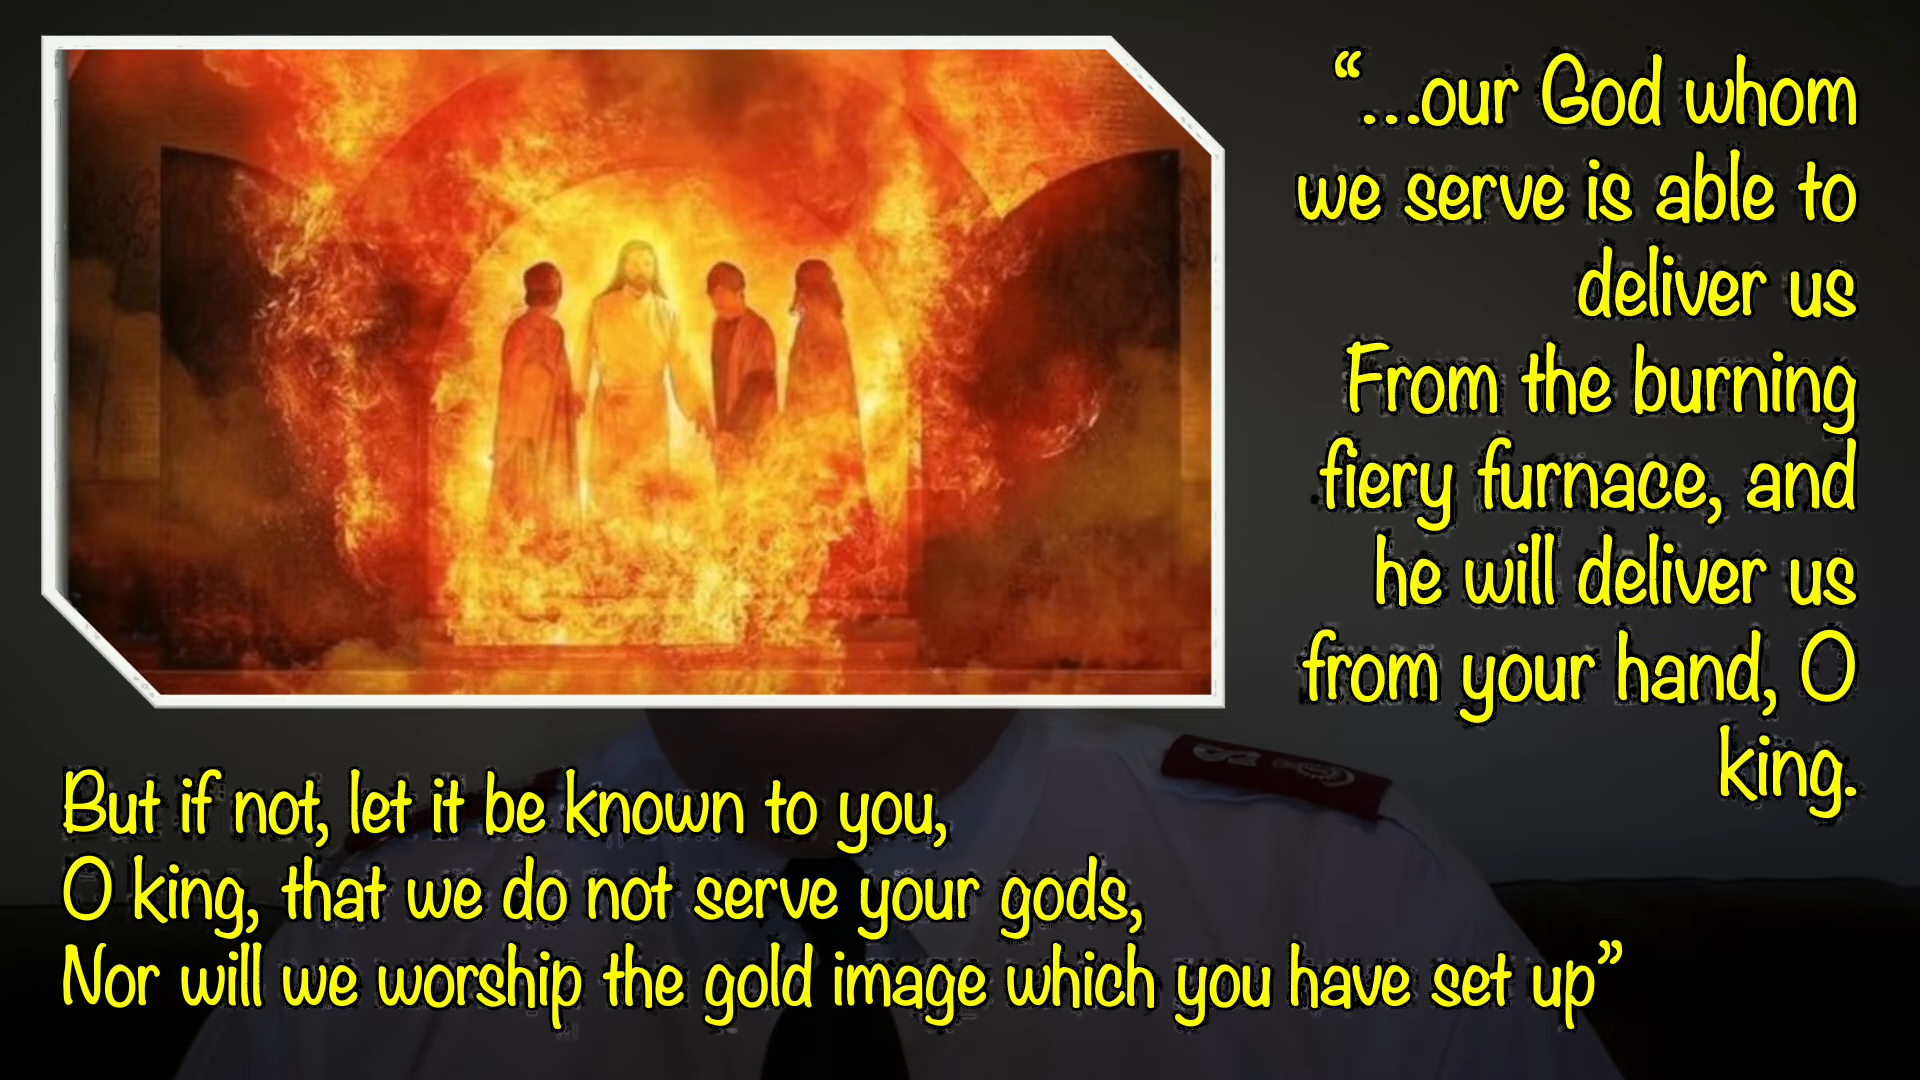 “...our God whom
we serve is able to
deliver us
From the burning
fiery furnace, and
he will deliver us
from your hand, O
king.
But if not, let it be known to you,
O king, that we do not serve your gods,
Nor will we worship the gold image which you have set up”